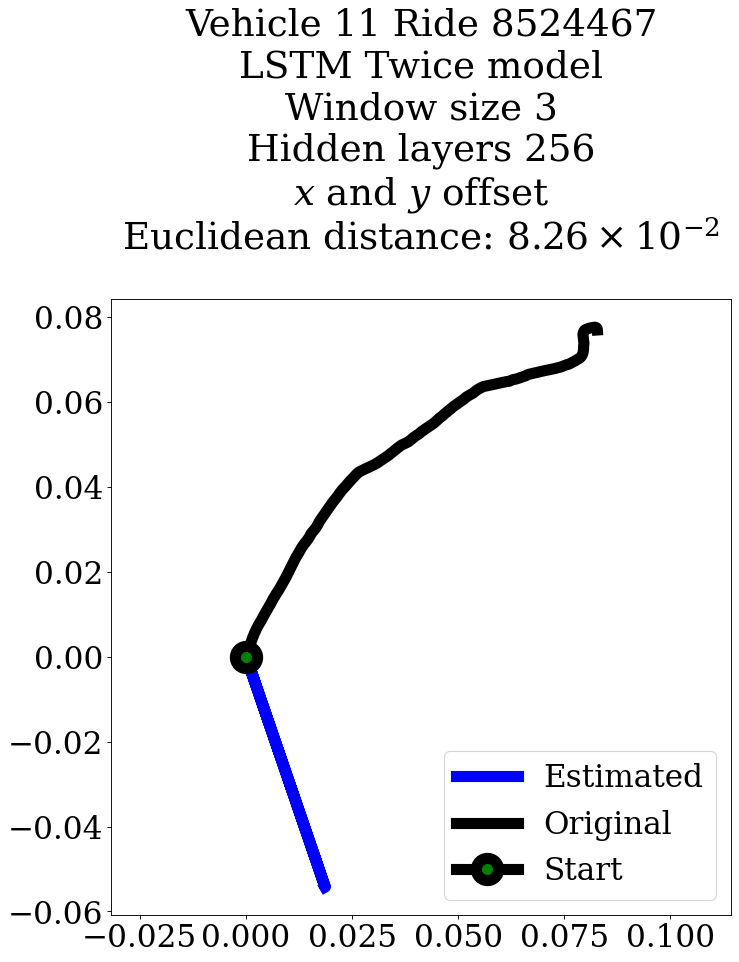 Vehicle 11 Ride 8524467
LSTM Twice model
Window size 3
Hidden layers 256
x and y offset
Euclidean distance: 8.26 × 10⁻²
0.08
0.06
0.04
0.02
0.00
−0.02
−0.04
−0.06
Estimated
Original
Start
−0.025 0.000 0.025 0.050 0.075 0.100